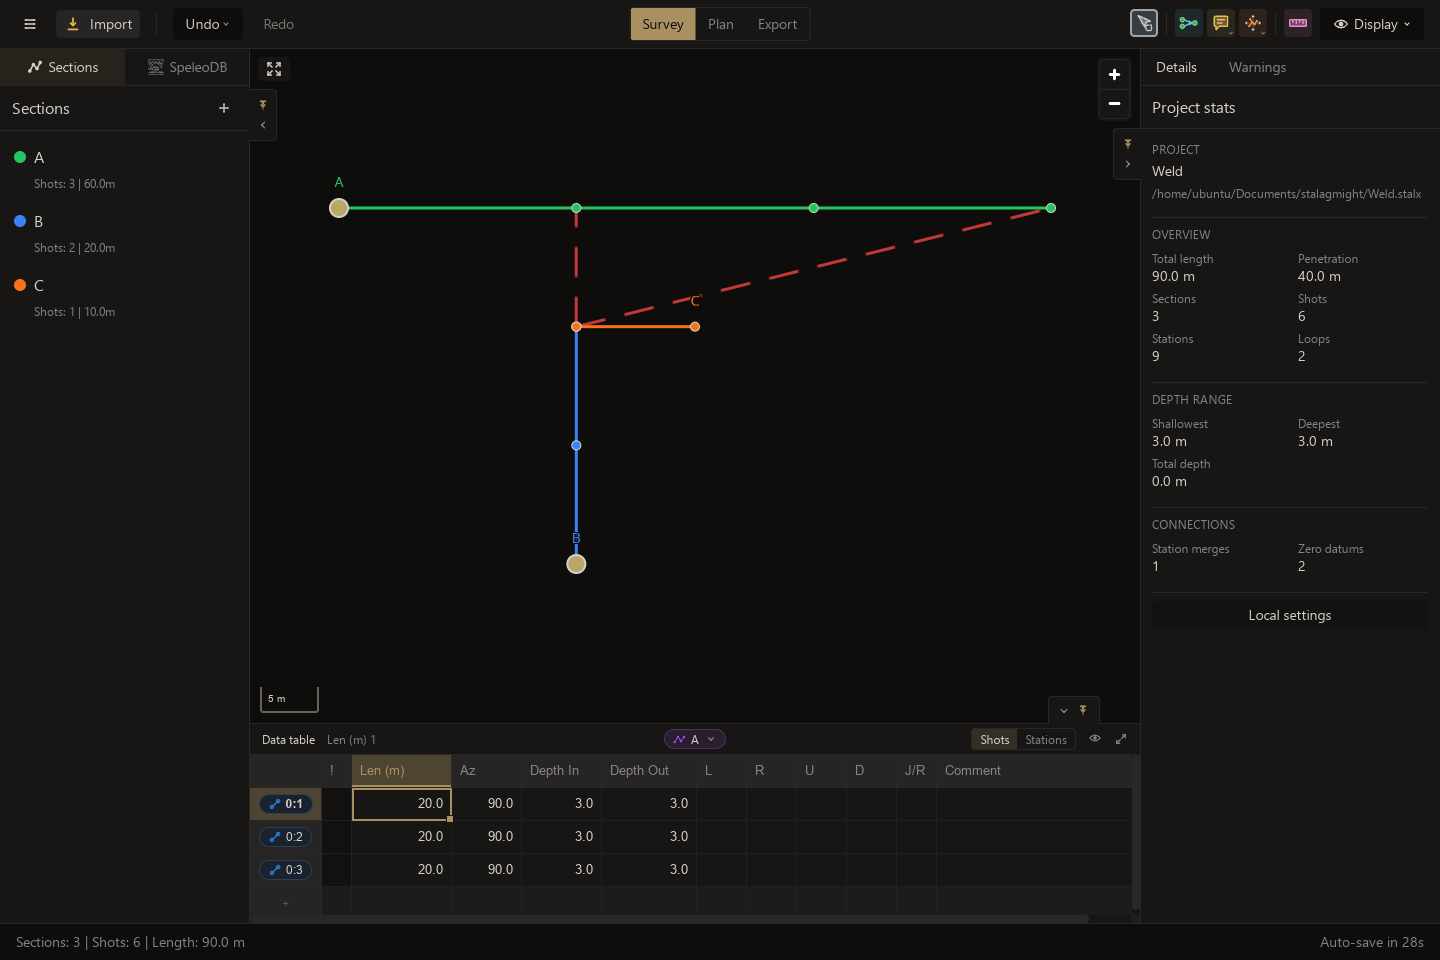 Import
Undo
Redo
Survey
Plan
Export
Display
Sections
SpeleoDB
Details
Warnings
Sections
+
A
Shots: 3 | 60.0m
B
Shots: 2 | 20.0m
C
Shots: 1 | 10.0m
A
C
B
5 m
Project stats
PROJECT
Weld
/home/ubuntu/Documents/stalagmight/Weld.stalx
OVERVIEW
Total length
Penetration
90.0 m
40.0 m
Sections
Shots
3
6
Stations
Loops
9
2
DEPTH RANGE
Shallowest
Deepest
3.0 m
3.0 m
Total depth
0.0 m
CONNECTIONS
Station merges
Zero datums
1
2
Local settings
Data table
Len (m) 1
A
Shots
Stations
! Len (m) Az Depth In Depth Out L R U D J/R Comment
0:1 20.0 90.0 3.0 3.0
0:2 20.0 90.0 3.0 3.0
0:3 20.0 90.0 3.0 3.0
+
Sections: 3 | Shots: 6 | Length: 90.0 m
Auto-save in 28s